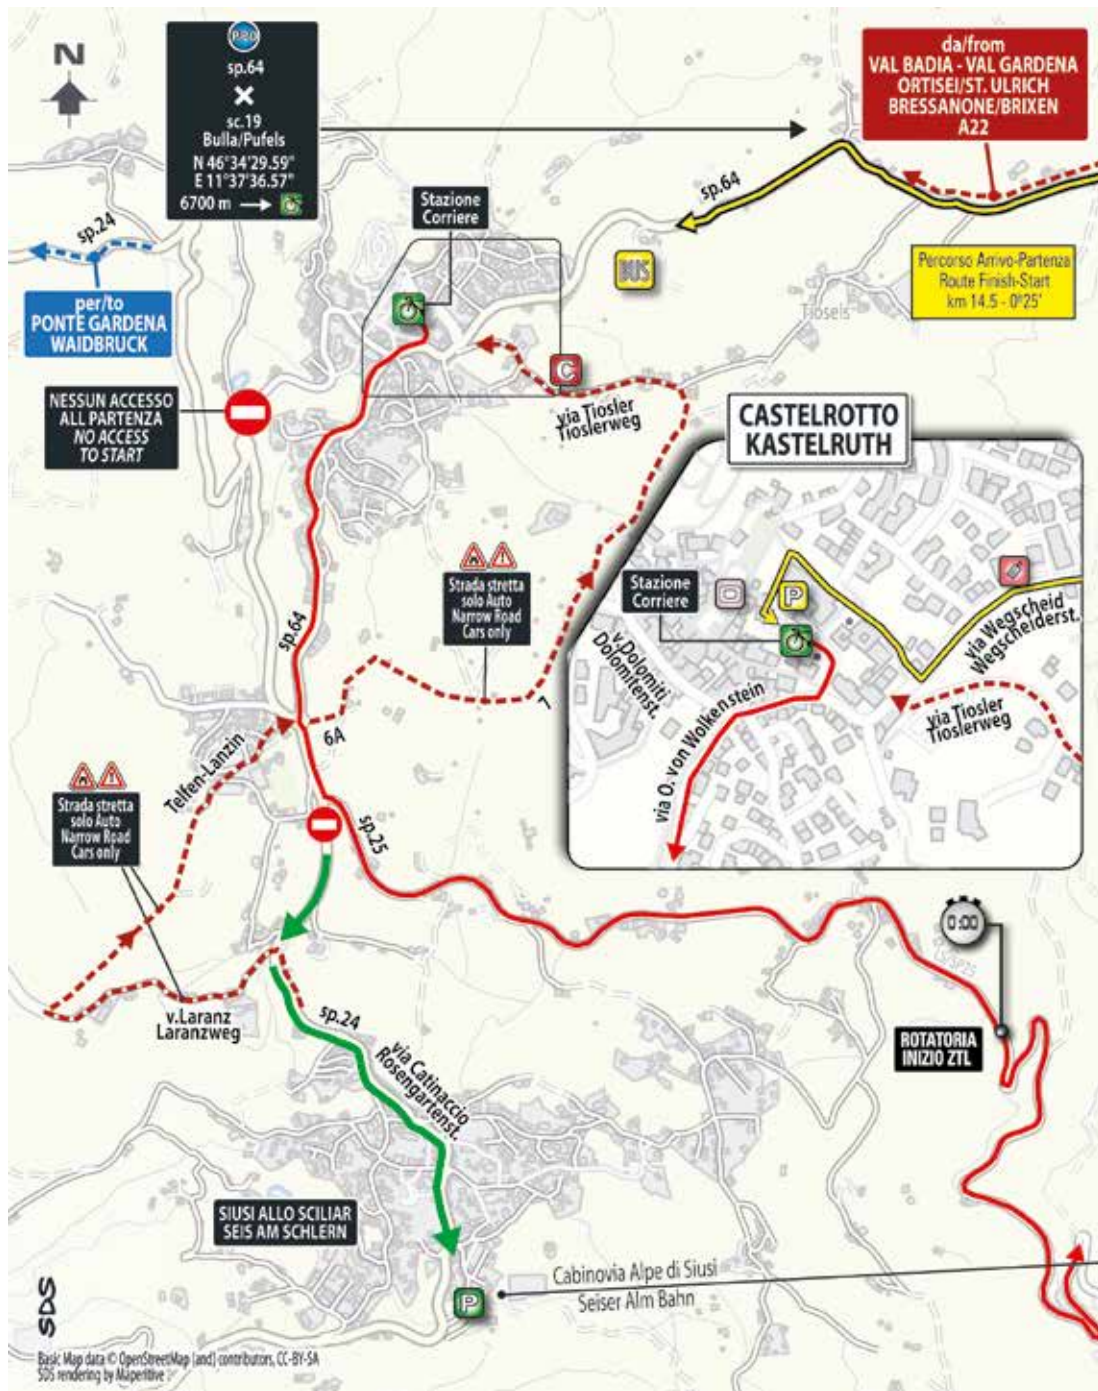 N
PPO
sp.64
sc.19
Bulla/Pufels
N 46°34'29.59"
E 11°37'36.57"
6700 m
da/from
VAL BADIA - VAL GARDENA
ORTISEI/ST. ULRICH
BRESSANONE/BRIXEN
A22
Stazione
Corriere
sp.64
sp.24
BUS
per/to
PONTE GARDENA
WAIDBRUCK
Percorso Arrivo-Partenza
Route Finish-Start
km 14.5 - 0h25'
Tiosels
C
NESSUN ACCESSO
ALL PARTENZA
NO ACCESS
TO START
via Tiosler
Tioslerweg
CASTELROTTO
KASTELRUTH
Strada stretta
solo Auto
Narrow Road
Cars only
Stazione
Corriere
P
via Wegscheid
Wegscheiderst.
v.Dolomiti
Dolomitenst.
via O. von Wolkenstein
via Tiosler
Tioslerweg
sp.64
7
6A
Telfen-Lanzin
Strada stretta
solo Auto
Narrow Road
Cars only
sp.25
0:00
LS/SP25
ROTATORIA
INIZIO ZTL
v.Laranz
Laranzweg
sp.24
via Catinaccio
Rosengartenst.
SIUSI ALLO SCILIAR
SEIS AM SCHLERN
P
Cabinovia Alpe di Siusi
Seiser Alm Bahn
SDS
Basic Map data © OpenStreetMap (and) contributors, CC-BY-SA
SDS rendering by Maperitive